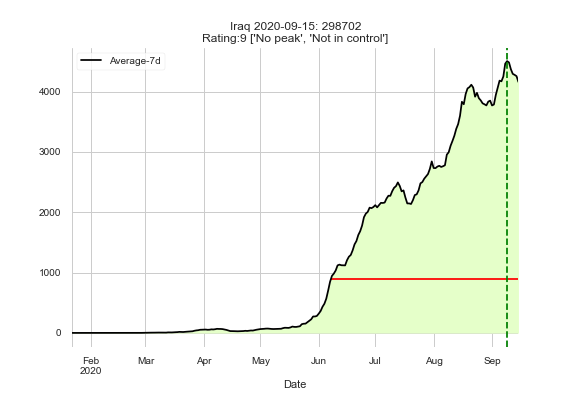 Iraq 2020-09-15: 298702
Rating:9 ['No peak', 'Not in control']
Average-7d
4000
3000
2000
1000
0
Feb Mar Apr May Jun Jul Aug Sep
2020
Date